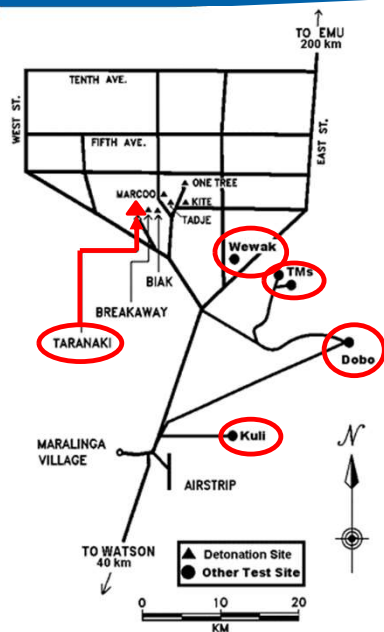 TO EMU
200 km
TENTH AVE.
WEST ST.
FIFTH AVE.
EAST ST.
ONE TREE
MARCOO
KITE
TADJE
Wewak
BIAK
TMs
BREAKAWAY
TARANAKI
Dobo
Kuli
MARALINGA
VILLAGE
N
AIRSTRIP
TO WATSON
40 km
Detonation Site
Other Test Site
0 10 20
KM